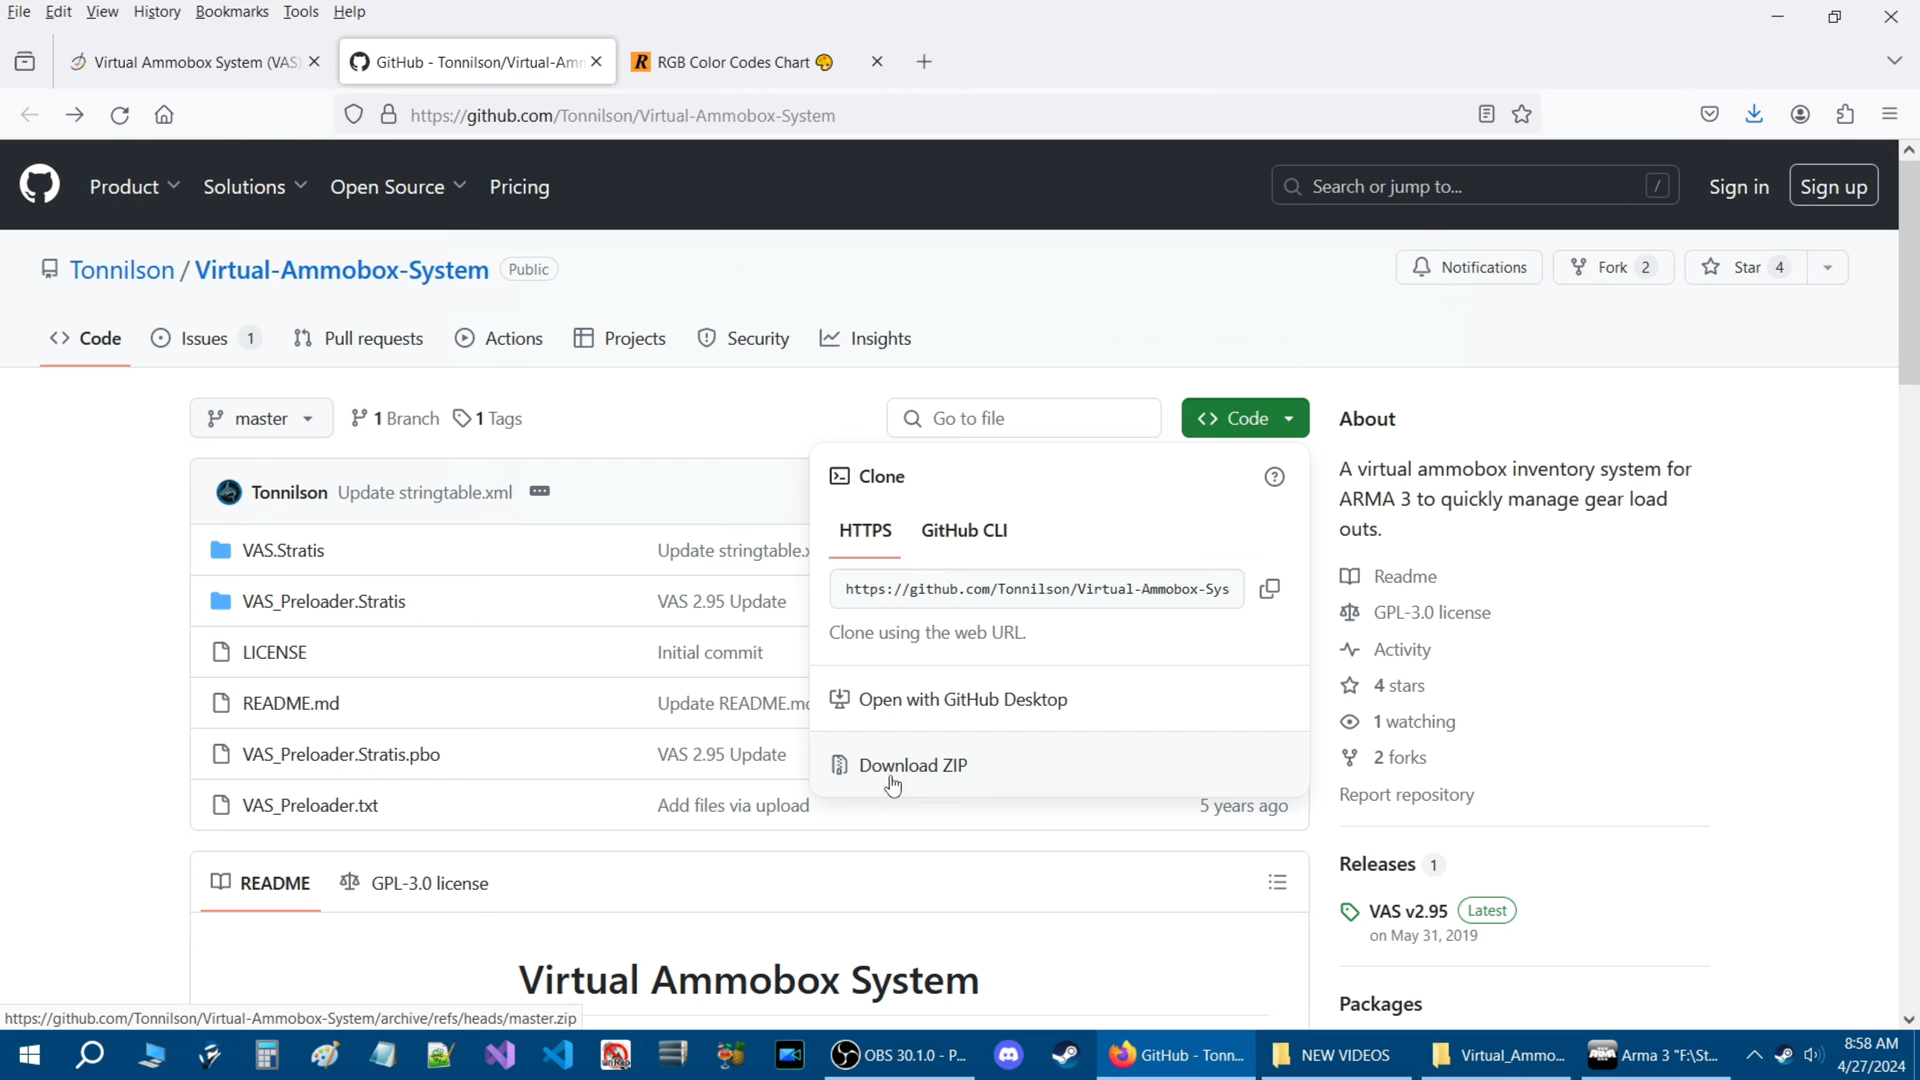 File Edit View History Bookmarks Tools Help
Virtual Ammobox System (VAS)
GitHub - Tonnilson/Virtual-Amm
RGB Color Codes Chart
https://github.com/Tonnilson/Virtual-Ammobox-System
Product Solutions Open Source Pricing
Search or jump to... /
Sign in Sign up
Tonnilson / Virtual-Ammobox-System Public
Notifications Fork 2 Star 4
Code Issues 1 Pull requests Actions Projects Security Insights
master 1 Branch 1 Tags Go to file Code
Tonnilson Update stringtable.xml
VAS.Stratis Update stringtable.x
VAS_Preloader.Stratis VAS 2.95 Update
LICENSE Initial commit
README.md Update README.mo
VAS_Preloader.Stratis.pbo VAS 2.95 Update
VAS_Preloader.txt Add files via upload 5 years ago
Clone
HTTPS GitHub CLI
https://github.com/Tonnilson/Virtual-Ammobox-Sys
Clone using the web URL.
Open with GitHub Desktop
Download ZIP
About
A virtual ammobox inventory system for
ARMA 3 to quickly manage gear load
outs.
Readme
GPL-3.0 license
Activity
4 stars
1 watching
2 forks
Report repository
Releases 1
VAS v2.95 Latest
on May 31, 2019
Packages
README GPL-3.0 license
Virtual Ammobox System
https://github.com/Tonnilson/Virtual-Ammobox-System/archive/refs/heads/master.zip
OBS 30.1.0 - P...
GitHub - Tonn...
NEW VIDEOS
Virtual_Ammo...
Arma 3 "F:\St...
8:58 AM
4/27/2024